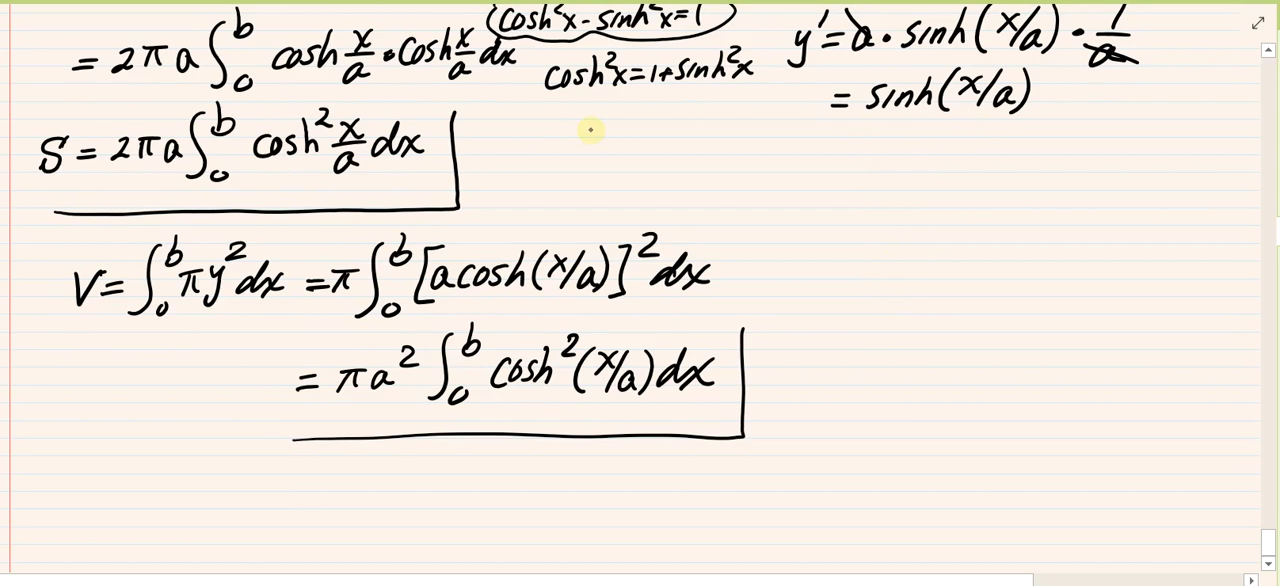 = 2πa ∫₀ᵇ cosh x/a • cosh x/a dx
(cosh²x - sinh²x = 1)
cosh²x = 1 + sinh²x
y' = a • sinh(x/a) • 1/a
= sinh(x/a)
S = 2πa ∫₀ᵇ cosh² x/a dx
V = ∫₀ᵇ πy² dx = π ∫₀ᵇ [a cosh(x/a)]² dx
= πa² ∫₀ᵇ cosh²(x/a) dx